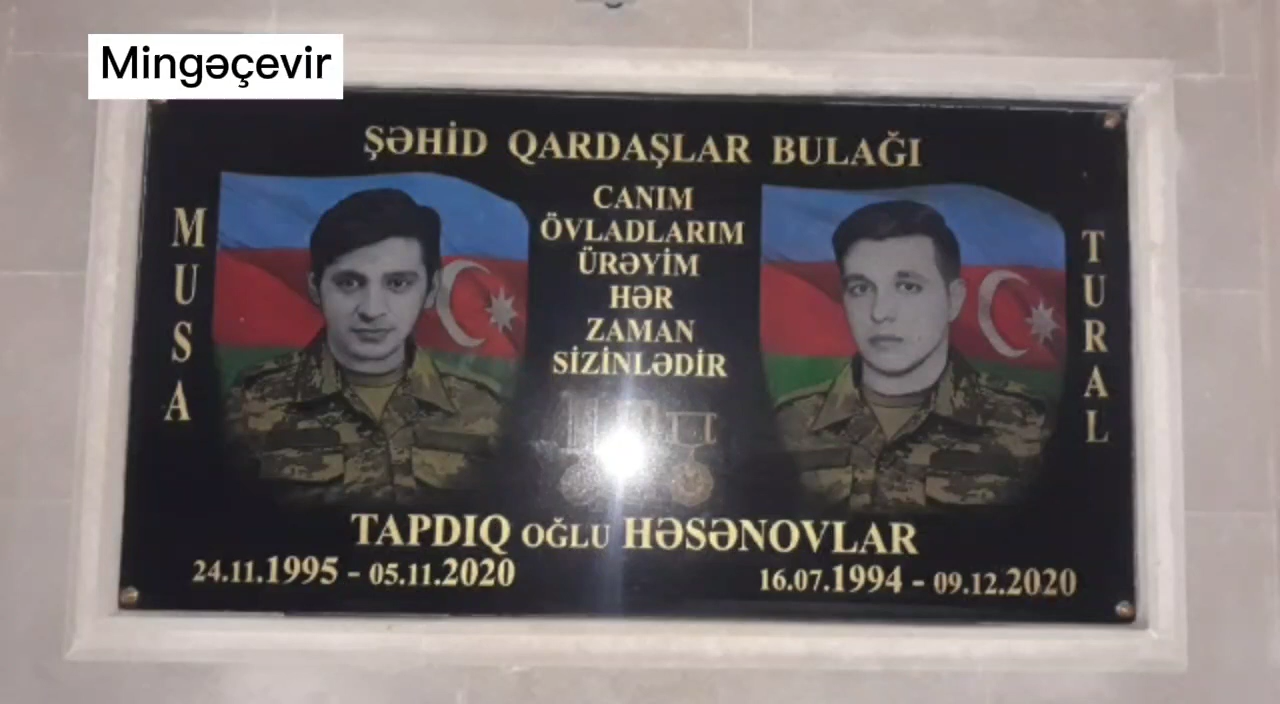 Mingəçevir
ŞƏHİD QARDAŞLAR BULAĞI
MUSA
CANIM
ÖVLADLARIM
ÜRƏYİM
HƏR
ZAMAN
SİZİNLƏDİR
TURAL
TAPDIQ OĞLU HƏSƏNOVLAR
24.11.1995 - 05.11.2020
16.07.1994 - 09.12.2020